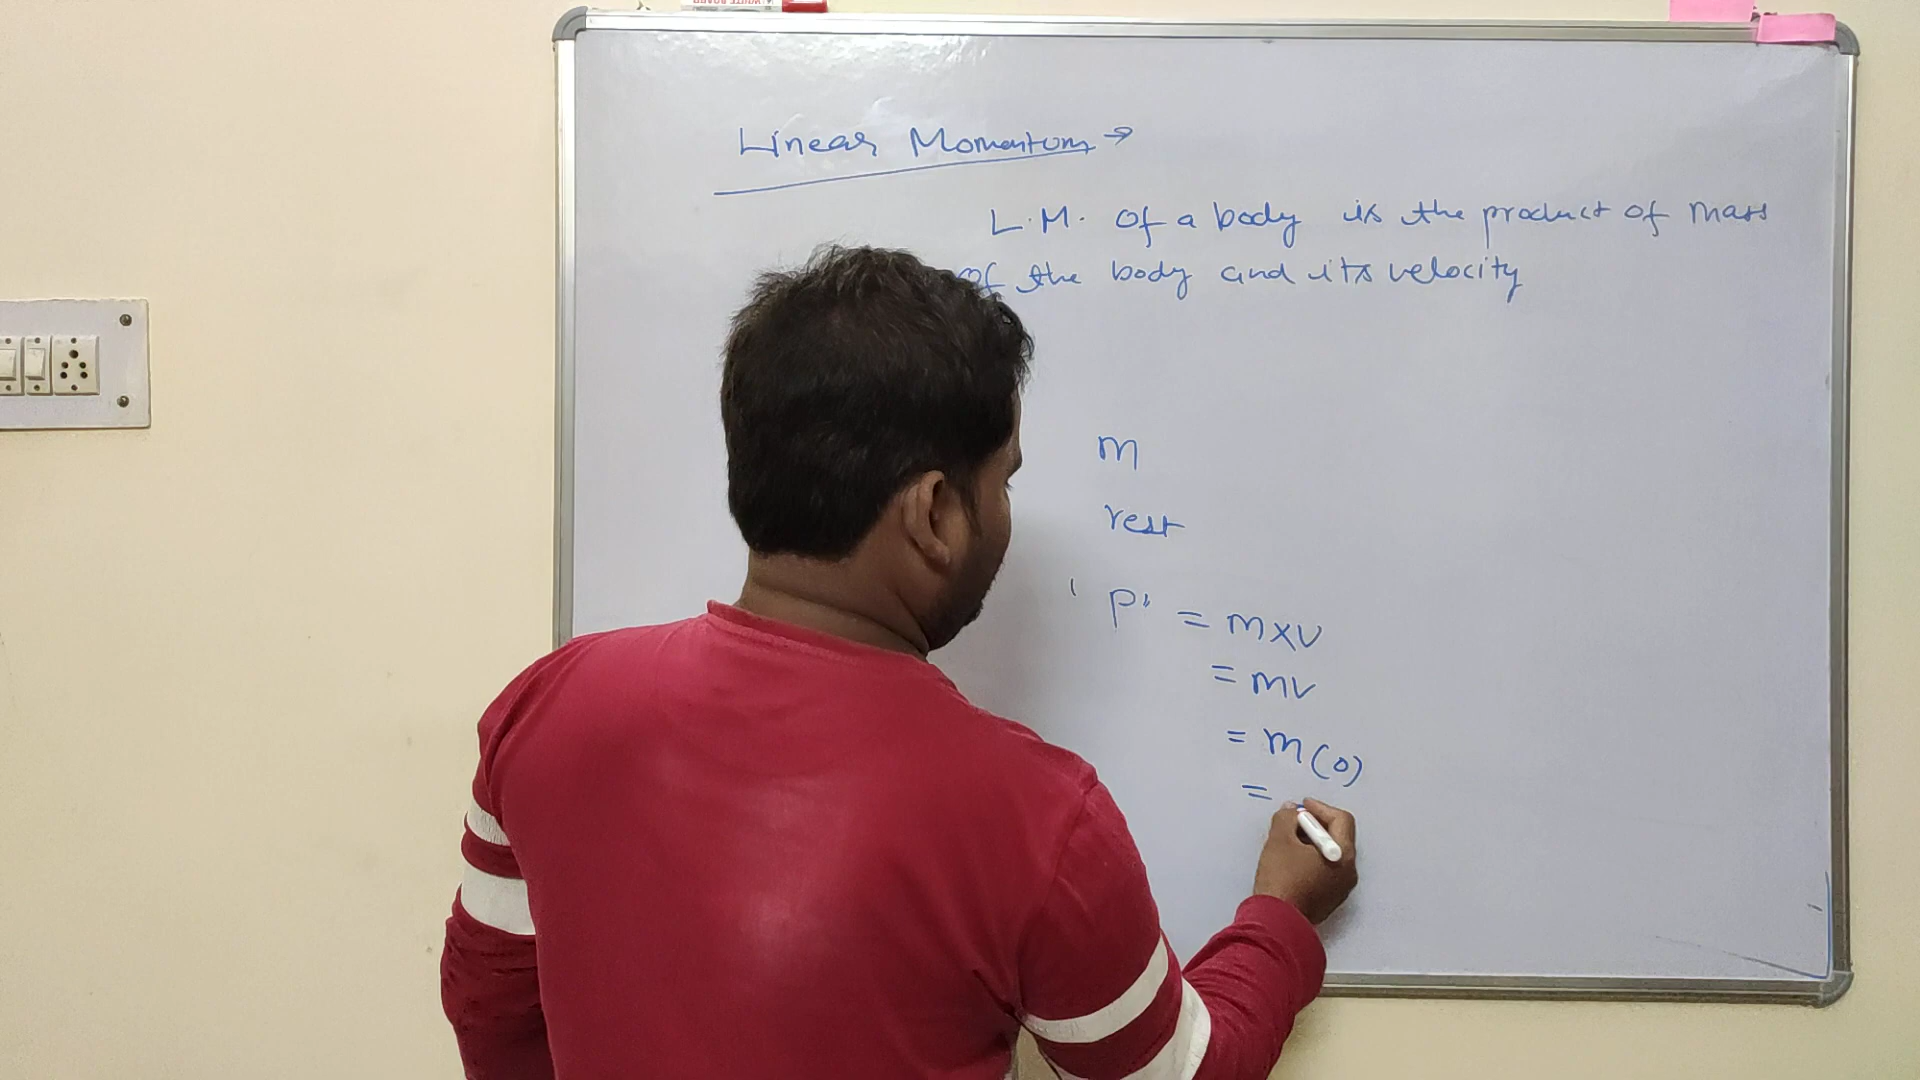 Linear Momentum →
L.M. of a body is the product of mass
of the body and its velocity
m
rest
'P' = m×v
= mv
= m(0)
=